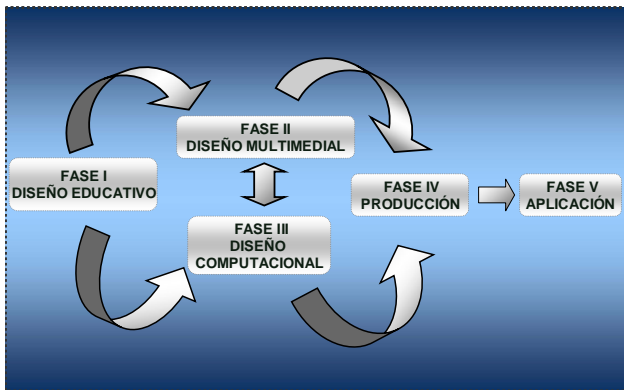 FASE I
DISEÑO EDUCATIVO
FASE II
DISEÑO MULTIMEDIAL
FASE III
DISEÑO
COMPUTACIONAL
FASE IV
PRODUCCIÓN
FASE V
APLICACIÓN